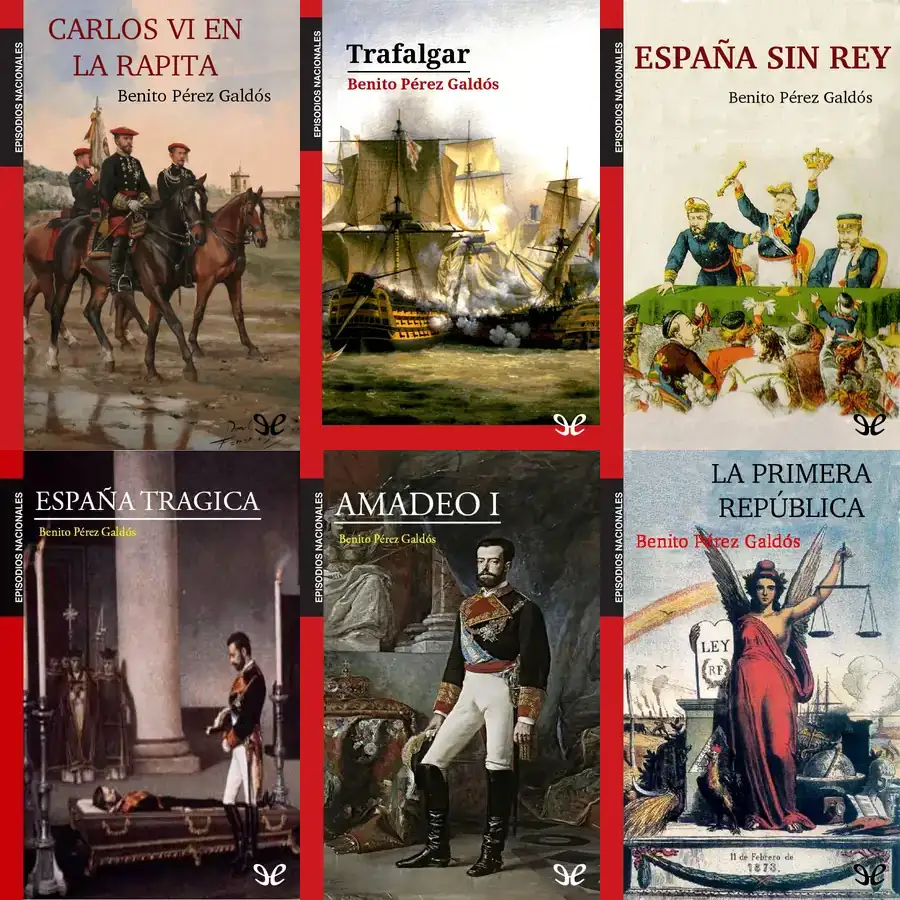 EPISODIOS NACIONALES
CARLOS VI EN
LA RAPITA
Benito Pérez Galdós
EPISODIOS NACIONALES
Trafalgar
Benito Pérez Galdós
EPISODIOS NACIONALES
ESPAÑA SIN REY
Benito Pérez Galdós
EPISODIOS NACIONALES
ESPAÑA TRAGICA
Benito Pérez Galdós
EPISODIOS NACIONALES
AMADEO I
Benito Pérez Galdós
EPISODIOS NACIONALES
LA PRIMERA
REPÚBLICA
Benito Pérez Galdós
LEY
RF
11 de Febrero de
1873.